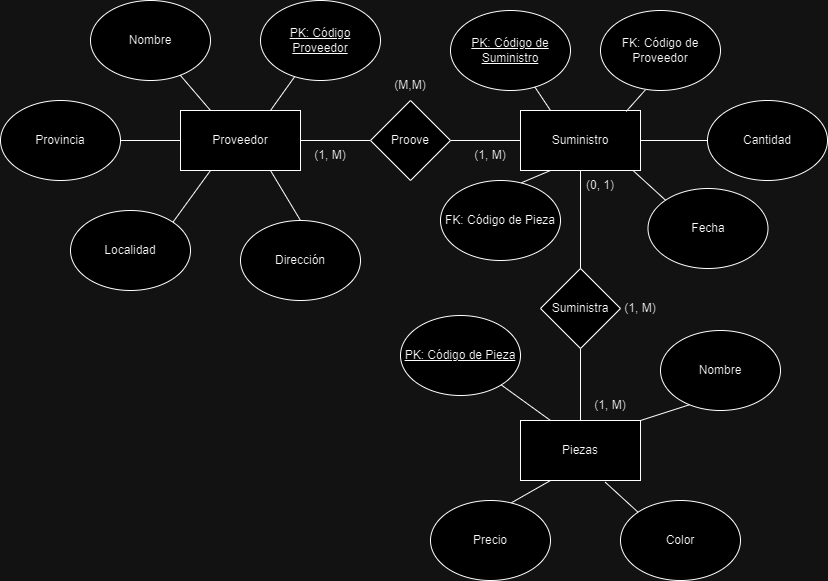 Nombre
PK: Código
Proveedor
PK: Código de
Suministro
FK: Código de
Proveedor
(M,M)
Provincia
Proveedor
Proove
Suministro
Cantidad
(1, M)
(1, M)
(0, 1)
FK: Código de Pieza
Fecha
Localidad
Dirección
Suministra
(1, M)
PK: Código de Pieza
Nombre
(1, M)
Piezas
Precio
Color